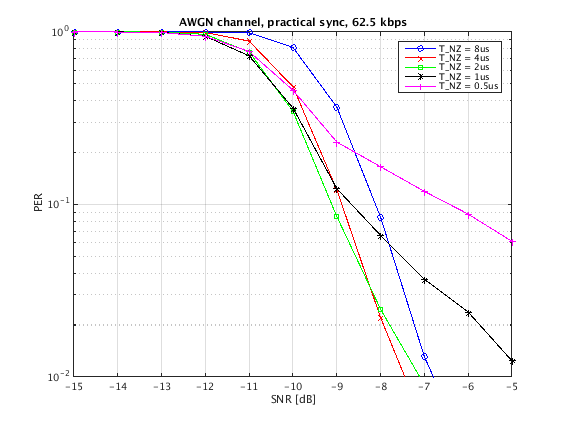 AWGN channel, practical sync, 62.5 kbps
10^0
T_NZ = 8us
T_NZ = 4us
T_NZ = 2us
T_NZ = 1us
T_NZ = 0.5us
PER
10^-1
10^-2
-15 -14 -13 -12 -11 -10 -9 -8 -7 -6 -5
SNR [dB]